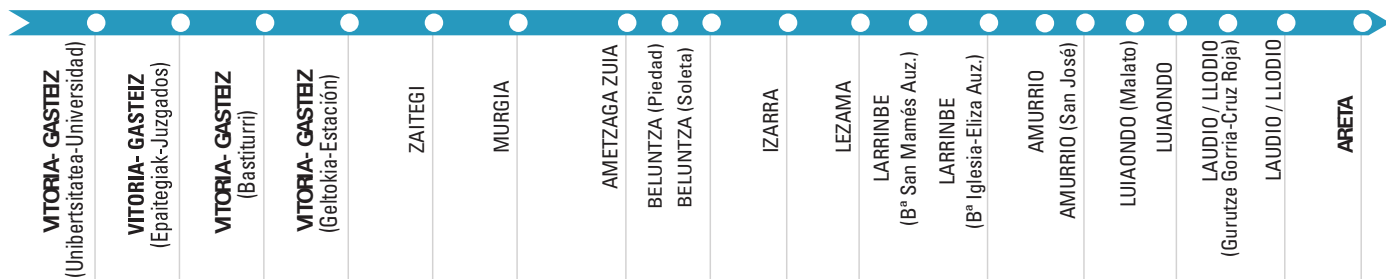 VITORIA- GASTEIZ
(Unibertsitatea-Universidad)
VITORIA- GASTEIZ
(Epaitegiak-Juzgados)
VITORIA- GASTEIZ
(Bastiturri)
VITORIA- GASTEIZ
(Geltokia-Estación)
ZAITEGI
MURGIA
AMETZAGA ZUIA
BELUNTZA (Piedad)
BELUNTZA (Soleta)
IZARRA
LEZAMA
LARRINBE
(Bª San Mamés Auz.)
LARRINBE
(Bª Iglesia-Eliza Auz.)
AMURRIO
AMURRIO (San José)
LUIAONDO (Malato)
LUIAONDO
LAUDIO / LLODIO
(Gurutze Gorria-Cruz Roja)
LAUDIO / LLODIO
ARETA